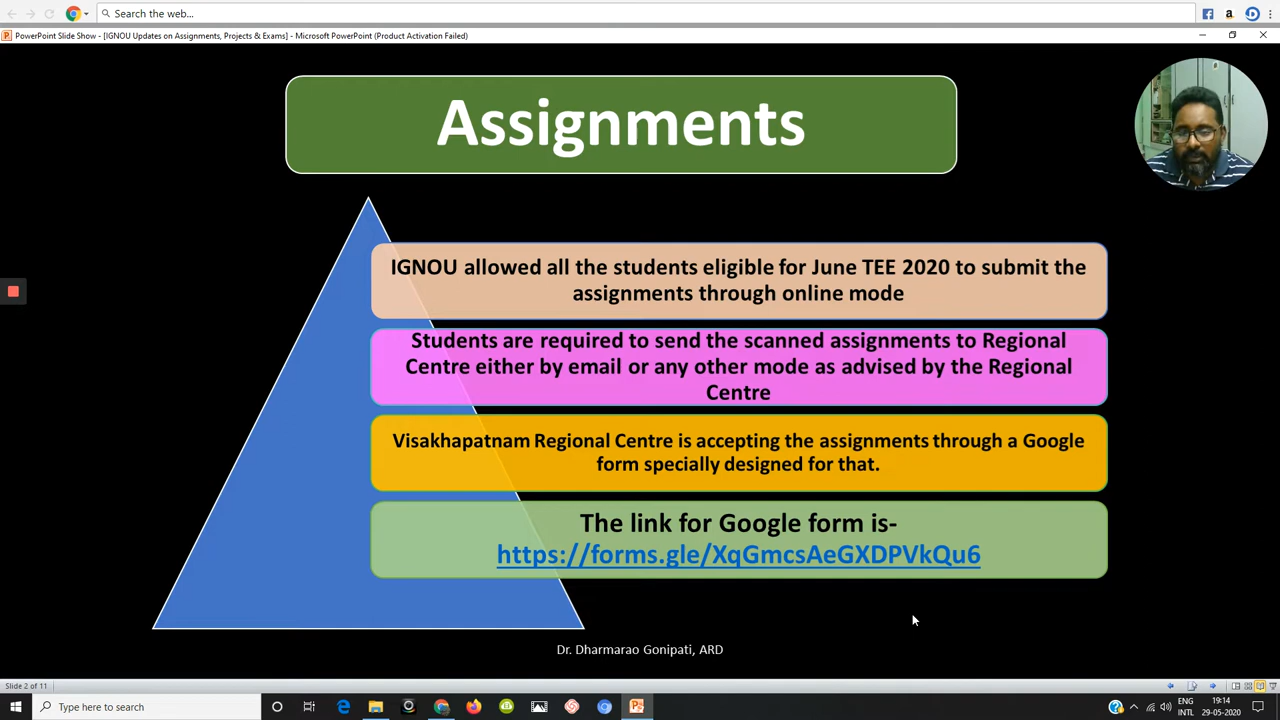 Search the web...
PowerPoint Slide Show - [IGNOU Updates on Assignments, Projects & Exams] - Microsoft PowerPoint (Product Activation Failed)
Assignments
IGNOU allowed all the students eligible for June TEE 2020 to submit the
assignments through online mode
Students are required to send the scanned assignments to Regional
Centre either by email or any other mode as advised by the Regional
Centre
Visakhapatnam Regional Centre is accepting the assignments through a Google
form specially designed for that.
The link for Google form is-
https://forms.gle/XqGmcsAeGXDPVkQu6
Dr. Dharmarao Gonipati, ARD
Slide 2 of 11
Type here to search
ENG
INTL
19:14
29-05-2020